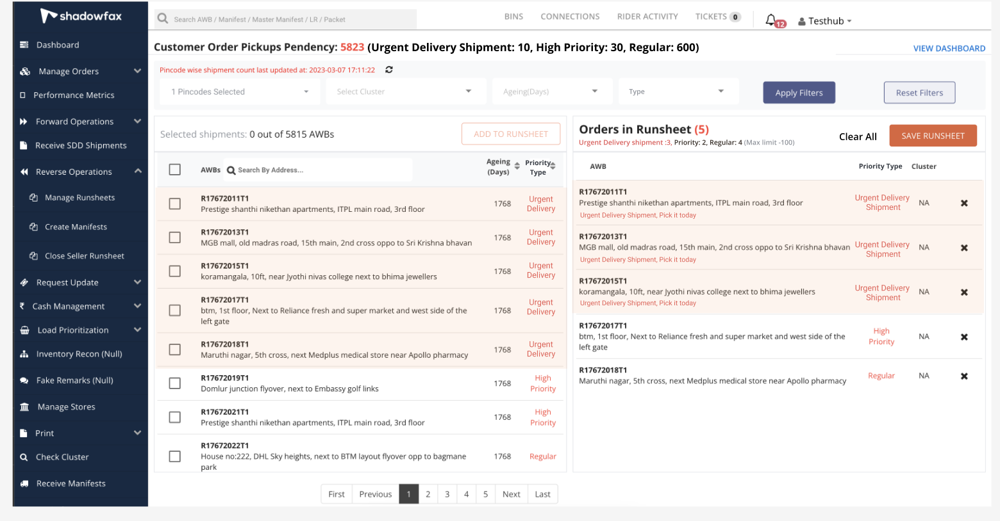 shadowfax
Search AWB / Manifest / Master Manifest / LR / Packet
BINS
CONNECTIONS
RIDER ACTIVITY
TICKETS 0
12
Testhub
Dashboard
Manage Orders
Performance Metrics
Forward Operations
Receive SDD Shipments
Reverse Operations
Manage Runsheets
Create Manifests
Close Seller Runsheet
Request Update
₹ Cash Management
Load Prioritization
Inventory Recon (Null)
Fake Remarks (Null)
Manage Stores
Print
Check Cluster
Receive Manifests
Customer Order Pickups Pendency: 5823 (Urgent Delivery Shipment: 10, High Priority: 30, Regular: 600)
VIEW DASHBOARD
Pincode wise shipment count last updated at: 2023-03-07 17:11:22
1 Pincodes Selected
Select Cluster
Ageing(Days)
Type
Apply Filters
Reset Filters
Selected shipments: 0 out of 5815 AWBs
ADD TO RUNSHEET
AWBs
Search By Address...
Ageing
(Days)
Priority
Type
R17672011T1
Prestige shanthi nikethan apartments, ITPL main road, 3rd floor
1768
Urgent
Delivery
R17672013T1
MGB mall, old madras road, 15th main, 2nd cross oppo to Sri Krishna bhavan
1768
Urgent
Delivery
R17672015T1
koramangala, 10ft, near Jyothi nivas college next to bhima jewellers
1768
Urgent
Delivery
R17672017T1
btm, 1st floor, Next to Reliance fresh and super market and west side of the
left gate
1768
Urgent
Delivery
R17672018T1
Maruthi nagar, 5th cross, next Medplus medical store near Apollo pharmacy
1768
Urgent
Delivery
R17672019T1
Domlur junction flyover, next to Embassy golf links
1768
High
Priority
R17672021T1
Prestige shanthi nikethan apartments, ITPL main road, 3rd floor
1768
High
Priority
R17672022T1
House no:222, DHL Sky heights, next to BTM layout flyover opp to bagmane
park
1768
Regular
First
Previous
1
2
3
4
5
Next
Last
Orders in Runsheet (5)
Urgent Delivery shipment :3, Priority: 2, Regular: 4 (Max limit -100)
Clear All
SAVE RUNSHEET
AWB
Priority Type
Cluster
R17672011T1
Prestige shanthi nikethan apartments, ITPL main road, 3rd floor
Urgent Delivery Shipment, Pick it today
Urgent Delivery
Shipment
NA
R17672013T1
MGB mall, old madras road, 15th main, 2nd cross oppo to Sri Krishna bhavan
Urgent Delivery Shipment, Pick it today
Urgent Delivery
Shipment
NA
R17672015T1
koramangala, 10ft, near Jyothi nivas college next to bhima jewellers
Urgent Delivery Shipment, Pick it today
Urgent Delivery
Shipment
NA
R17672017T1
btm, 1st floor, Next to Reliance fresh and super market and west side of the
left gate
High
Priority
NA
R17672018T1
Maruthi nagar, 5th cross, next Medplus medical store near Apollo pharmacy
Regular
NA